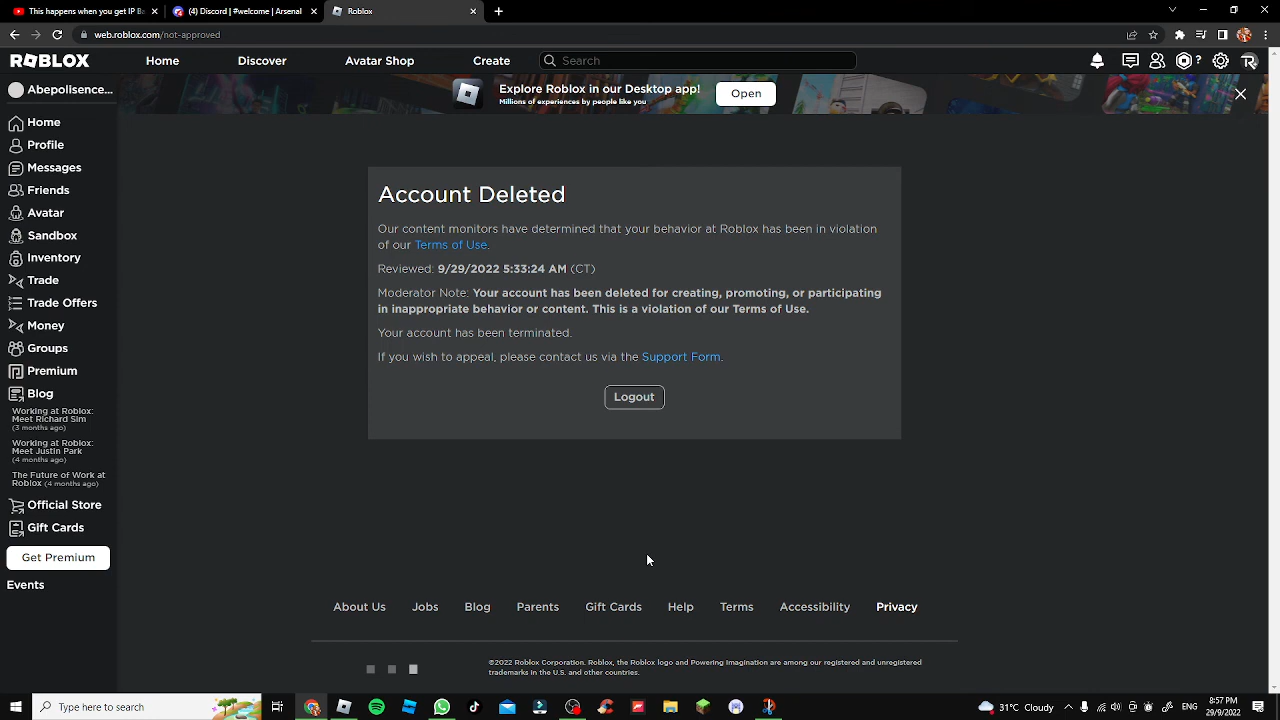 This happens when you get IP Ba
(4) Discord | #welcome | Arsenal
Roblox
web.roblox.com/not-approved
ROBLOX
Home
Discover
Avatar Shop
Create
Search
?
Abapolisence...
Explore Roblox in our Desktop app!
Millions of experiences by people like you
Open
Home
Profile
Messages
Friends
Avatar
Sandbox
Inventory
Trade
Trade Offers
Money
Groups
Premium
Blog
Working at Roblox:
Meet Richard Sim
(3 months ago)
Working at Roblox:
Meet Justin Park
(4 months ago)
The Future of Work at
Roblox (4 months ago)
Official Store
Gift Cards
Get Premium
Events
Account Deleted
Our content monitors have determined that your behavior at Roblox has been in violation
of our Terms of Use.
Reviewed: 9/29/2022 5:33:24 AM (CT)
Moderator Note: Your account has been deleted for creating, promoting, or participating
in inappropriate behavior or content. This is a violation of our Terms of Use.
Your account has been terminated.
If you wish to appeal, please contact us via the Support Form.
Logout
About Us
Jobs
Blog
Parents
Gift Cards
Help
Terms
Accessibility
Privacy
©2022 Roblox Corporation. Roblox, the Roblox logo and Powering Imagination are among our registered and unregistered
trademarks in the U.S. and other countries.
Type here to search
31°C Cloudy
ENG
8:57 PM
29/9/2022